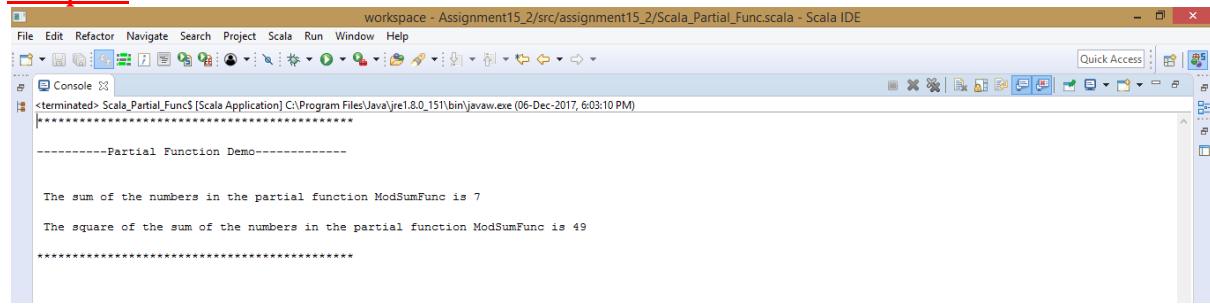 workspace - Assignment15_2/src/assignment15_2/Scala_Partial_Func.scala - Scala IDE
File Edit Refactor Navigate Search Project Scala Run Window Help
Quick Access
Console
<terminated> Scala_Partial_Func$ [Scala Application] C:\Program Files\Java\jre1.8.0_151\bin\javaw.exe (06-Dec-2017, 6:03:10 PM)
*********************************************
----------Partial Function Demo-------------
The sum of the numbers in the partial function ModSumFunc is 7
The square of the sum of the numbers in the partial function ModSumFunc is 49
*********************************************